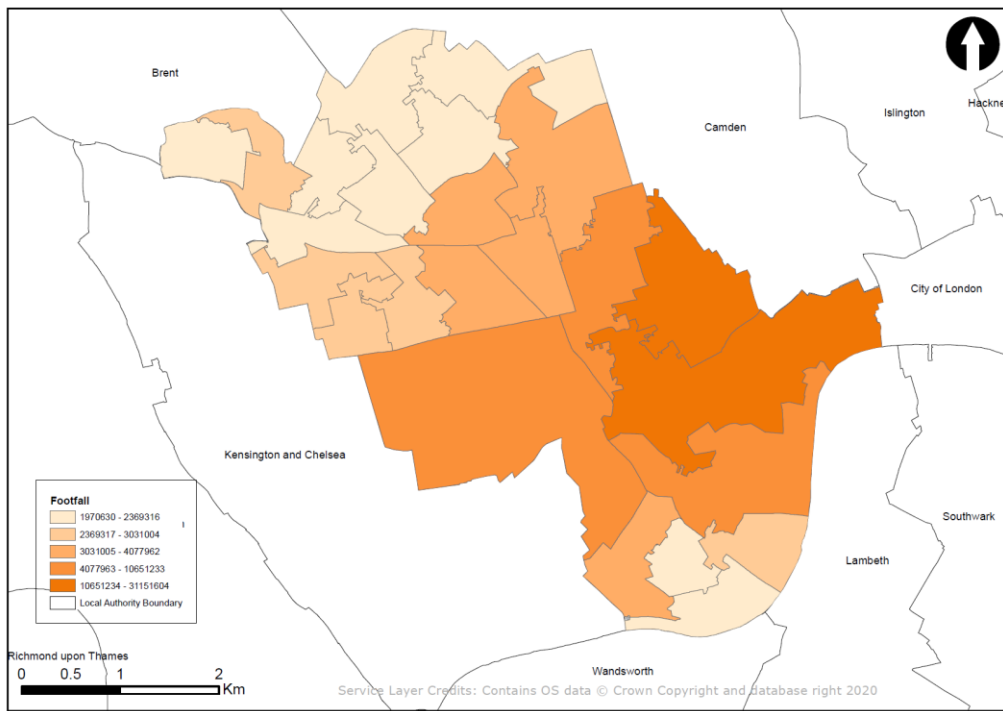 Brent
Camden
Islington
Hackne
City of London
Kensington and Chelsea
Southwark
Lambeth
Wandsworth
Richmond upon Thames
Footfall
1970630 - 2369316
2369317 - 3031004
3031005 - 4077962
4077963 - 10651233
10651234 - 31151604
Local Authority Boundary
0 0.5 1 2
Km
Service Layer Credits: Contains OS data © Crown Copyright and database right 2020